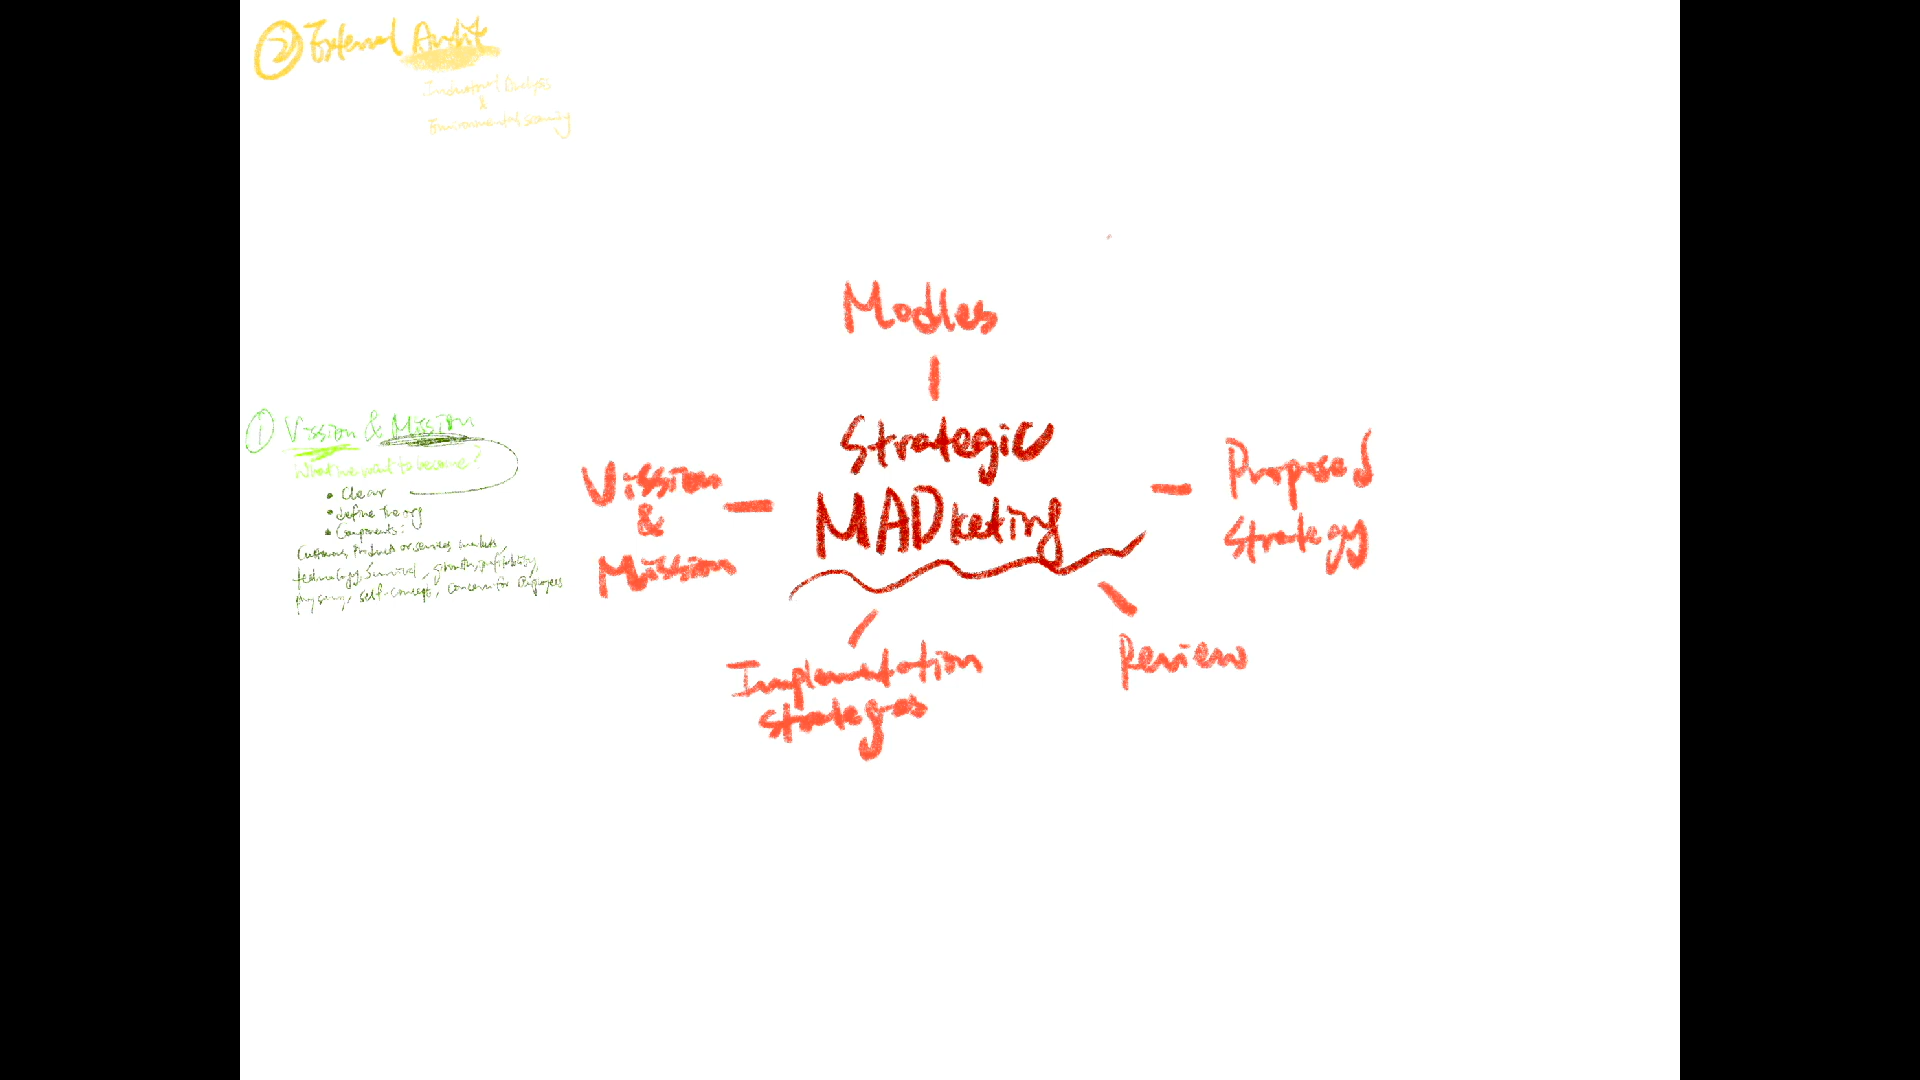 ② External Audit
Industrial Analysis
&
Environmental scanning
Modles
Strategic
MADketing
Vission
&
Mission
Proposed
Strategy
Implementation
Strategies
Review
① Vission & Mission
What we want to become?
• Clear
• define the org
• Components:
Customers, Products or services, markets,
technology, Survival, growth, profitability,
self-concept, concern for Employees